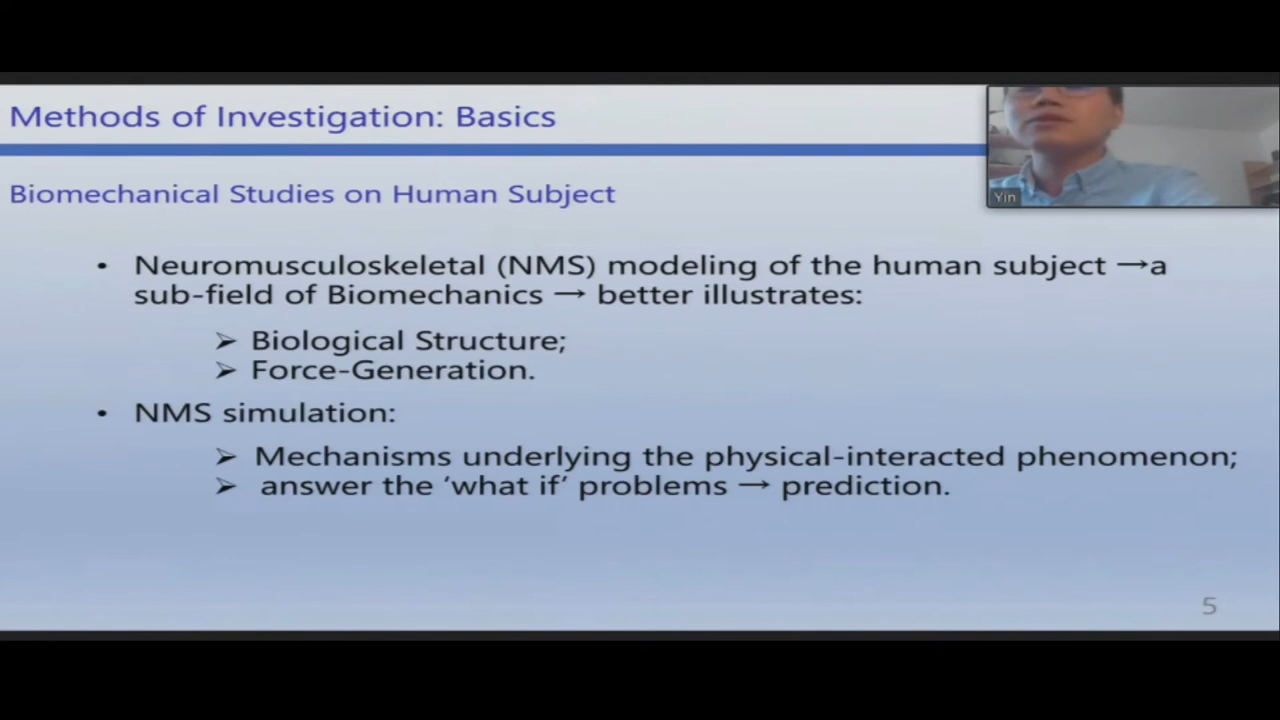 Methods of Investigation: Basics
Yin
Biomechanical Studies on Human Subject
• Neuromusculoskeletal (NMS) modeling of the human subject →a
sub-field of Biomechanics → better illustrates:
➢ Biological Structure;
➢ Force-Generation.
• NMS simulation:
➢ Mechanisms underlying the physical-interacted phenomenon;
➢ answer the ‘what if’ problems → prediction.
5